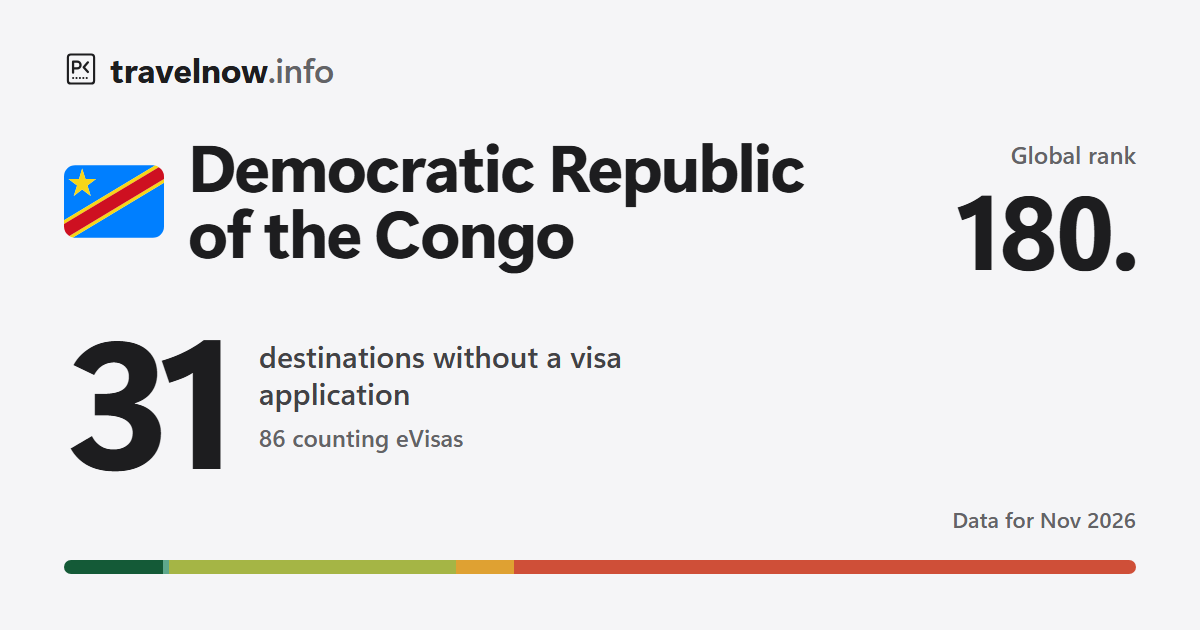 travelnow.info
Democratic Republic
of the Congo
Global rank
180.
31
destinations without a visa
application
86 counting eVisas
Data for Nov 2026